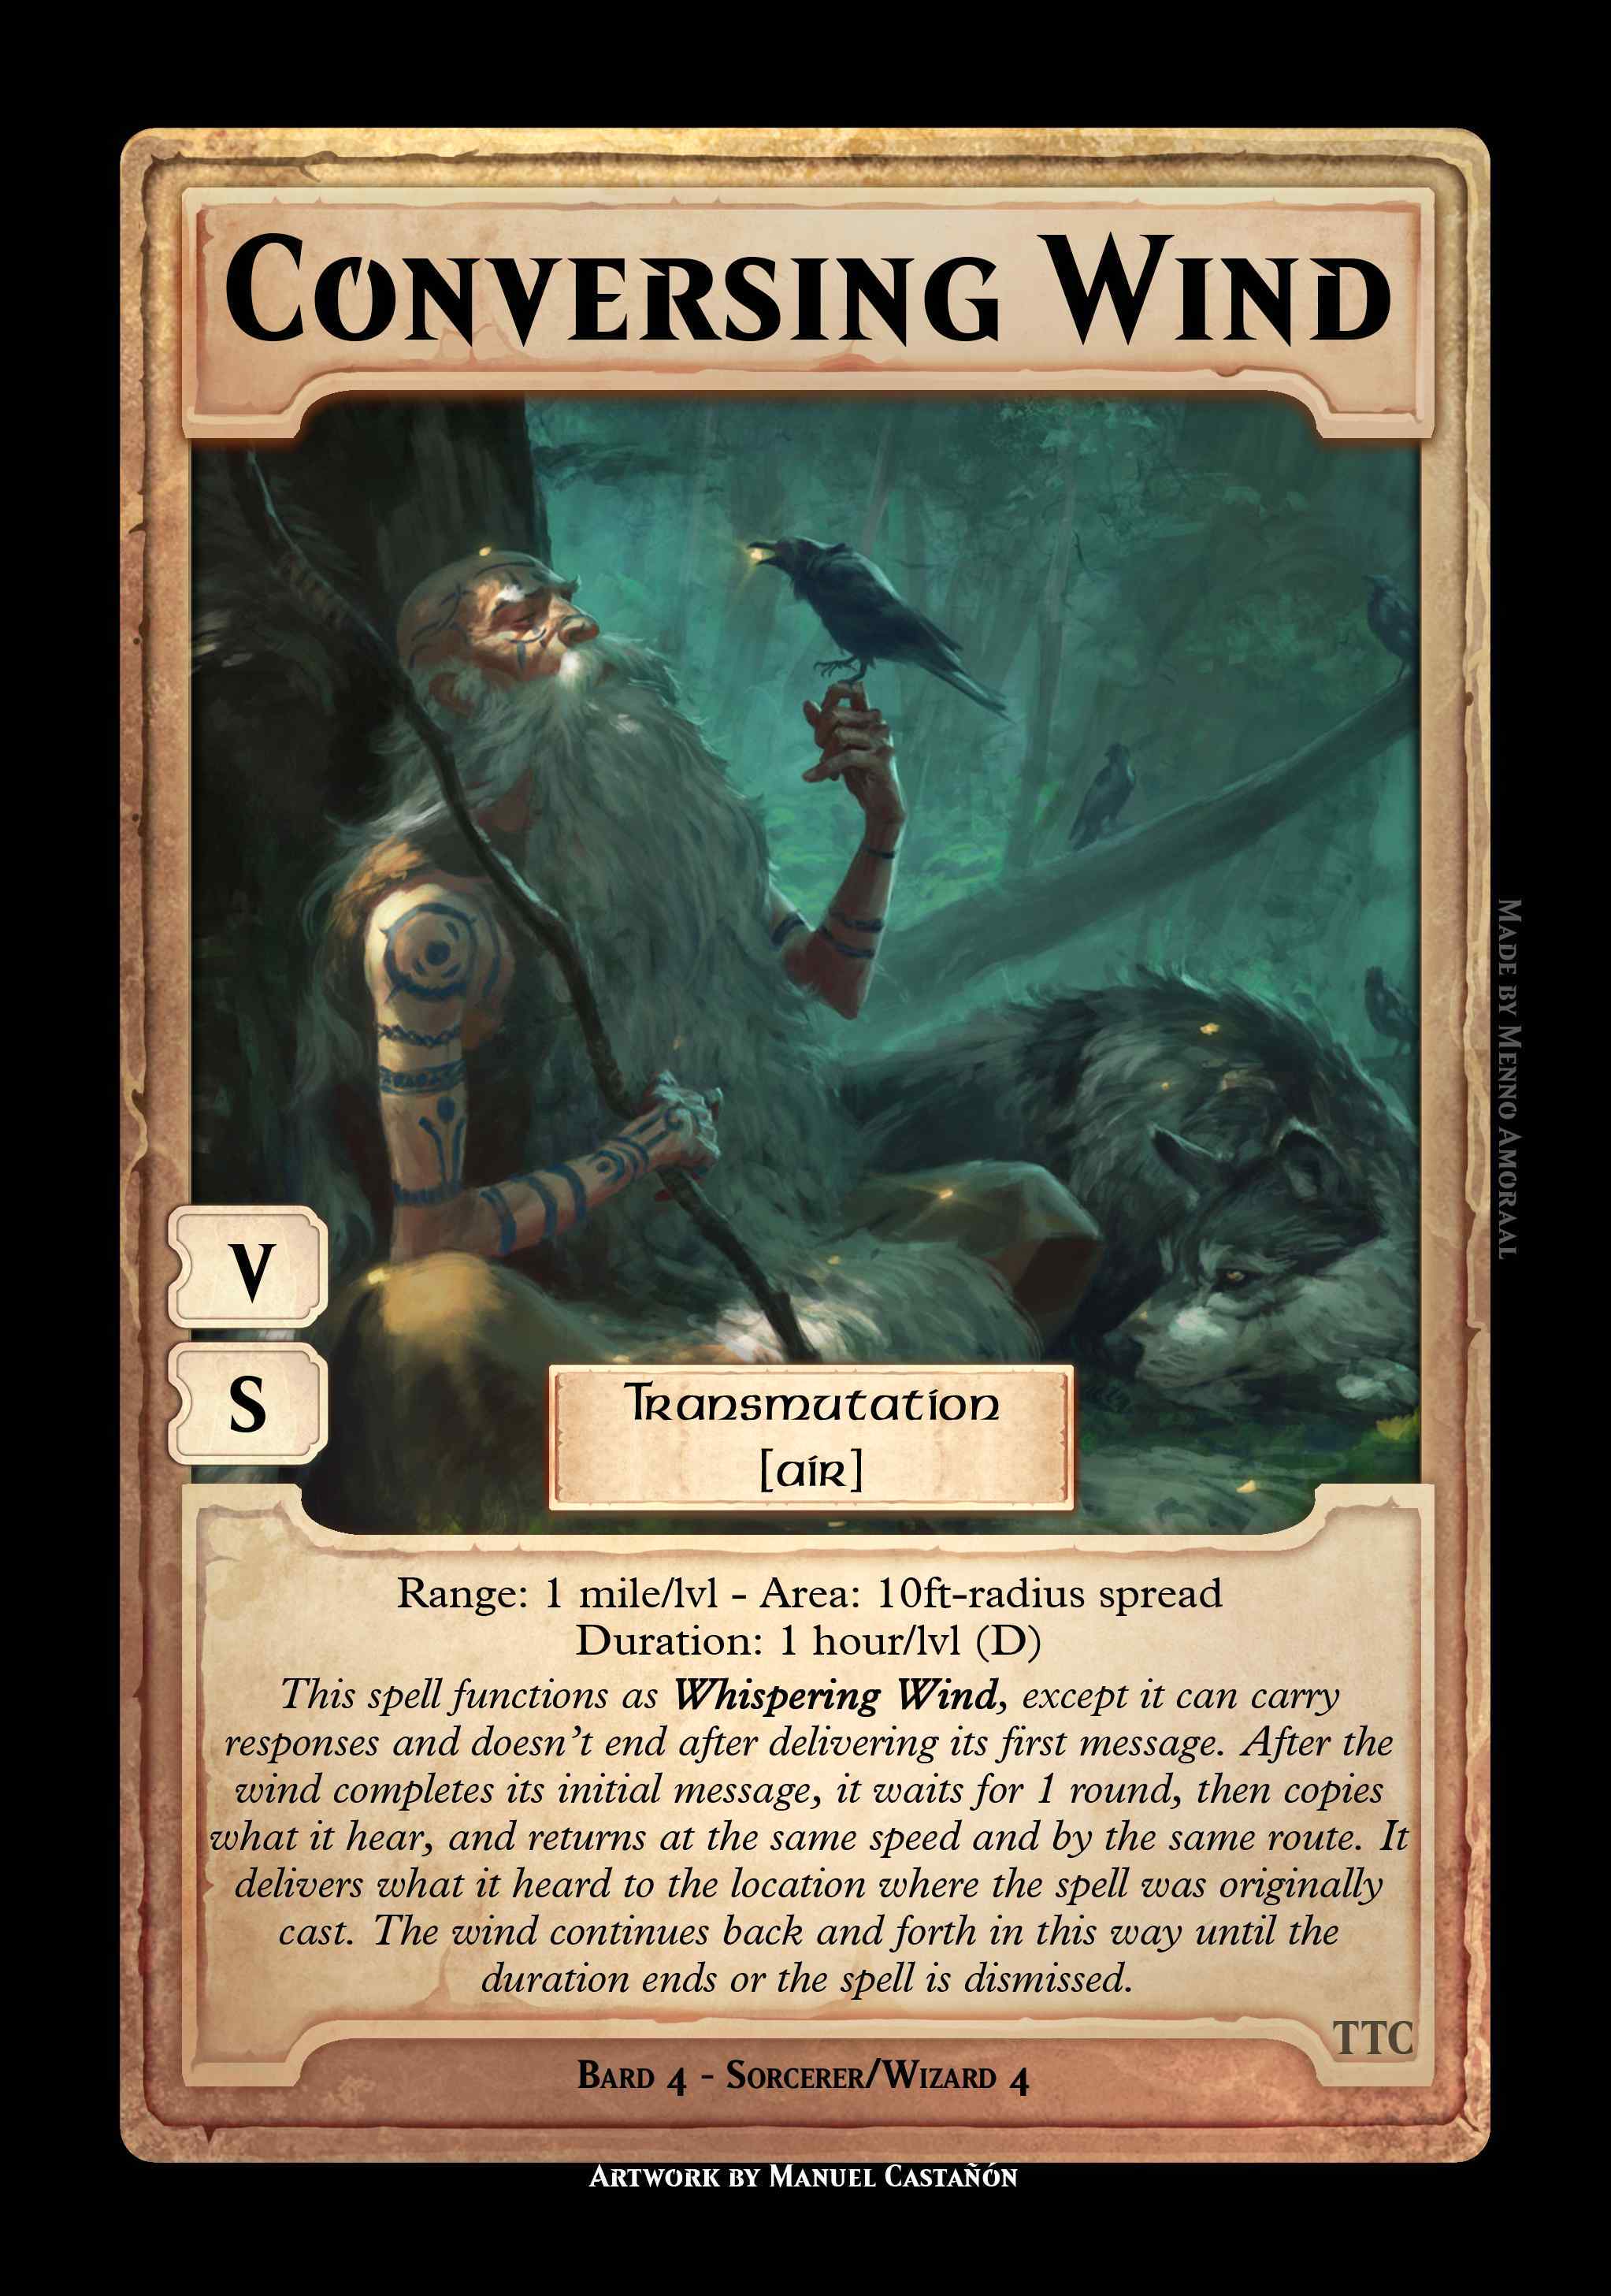 Conversing Wind
V
S
Transmutation
[air]
Range: 1 mile/lvl - Area: 10ft-radius spread
Duration: 1 hour/lvl (D)
This spell functions as Whispering Wind, except it can carry
responses and doesn't end after delivering its first message. After the
wind completes its initial message, it waits for 1 round, then copies
what it hear, and returns at the same speed and by the same route. It
delivers what it heard to the location where the spell was originally
cast. The wind continues back and forth in this way until the
duration ends or the spell is dismissed.
TTC
Bard 4 - Sorcerer/Wizard 4
Artwork by Manuel Castañón
Made by Menno Amoraal